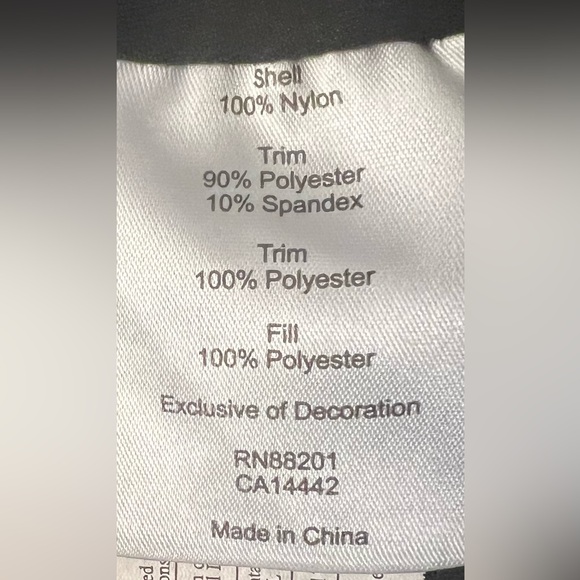 Shell
100% Nylon
Trim
90% Polyester
10% Spandex
Trim
100% Polyester
Fill
100% Polyester
Exclusive of Decoration
RN88201
CA14442
Made in China